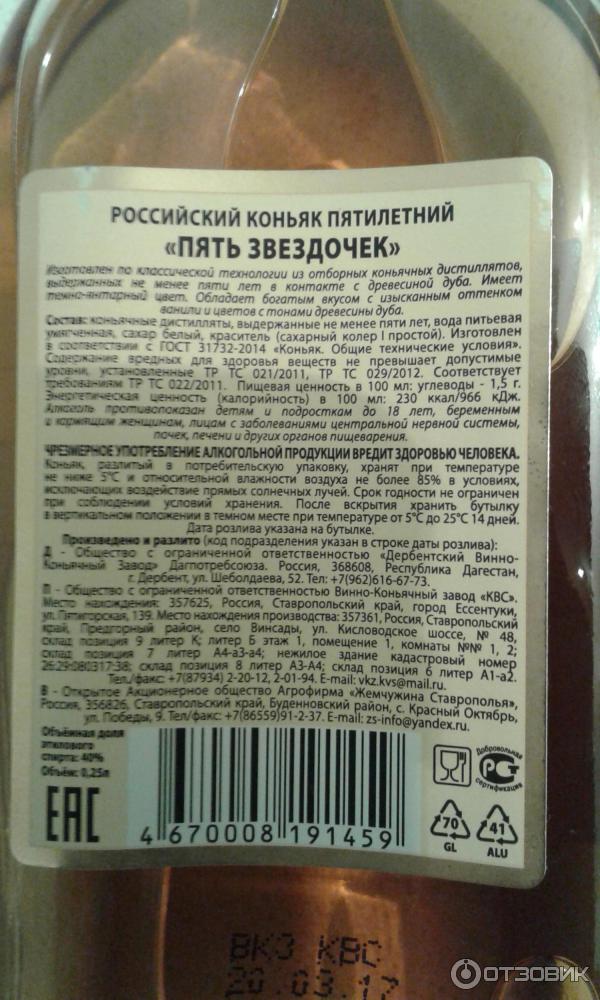 РОССИЙСКИЙ КОНЬЯК ПЯТИЛЕТНИЙ
«ПЯТЬ ЗВЕЗДОЧЕК»
Изготовлен по классической технологии из отборных коньячных дистиллятов,
выдержанных не менее пяти лет в контакте с древесиной дуба. Имеет
темно-янтарный цвет. Обладает богатым вкусом с изысканным оттенком
ванили и цветов с тонами древесины дуба.
Состав: коньячные дистилляты, выдержанные не менее пяти лет, вода питьевая
умягченная, сахар белый, краситель (сахарный колер I простой). Изготовлен
в соответствии с ГОСТ 31732-2014 «Коньяк. Общие технические условия».
Содержание вредных для здоровья веществ не превышает допустимые
уровни, установленные ТР ТС 021/2011, ТР ТС 029/2012. Соответствует
требованиям ТР ТС 022/2011. Пищевая ценность в 100 мл: углеводы - 1,5 г.
Энергетическая ценность (калорийность) в 100 мл: 230 ккал/966 кДж.
Алкоголь противопоказан детям и подросткам до 18 лет, беременным
и кормящим женщинам, лицам с заболеваниями центральной нервной системы,
почек, печени и других органов пищеварения.
ЧРЕЗМЕРНОЕ УПОТРЕБЛЕНИЕ АЛКОГОЛЬНОЙ ПРОДУКЦИИ ВРЕДИТ ЗДОРОВЬЮ ЧЕЛОВЕКА.
Коньяк, разлитый в потребительскую упаковку, хранят при температуре
не ниже 5°С и относительной влажности воздуха не более 85% в условиях,
исключающих воздействие прямых солнечных лучей. Срок годности не ограничен
при соблюдении условий хранения. После вскрытия хранить бутылку
в вертикальном положении в темном месте при температуре от 5°С до 25°С 14 дней.
Дата розлива указана на бутылке.
Произведено и разлито (код подразделения указан в строке даты розлива):
Д - Общество с ограниченной ответственностью «Дербентский Винно-
Коньячный Завод» Дагпотребсоюза. Россия, 368608, Республика Дагестан,
г. Дербент, ул. Шеболдаева, 52. Тел: +7(962)616-67-73.
П - Общество с ограниченной ответственностью Винно-Коньячный завод «КВС».
Место нахождения: 357625, Россия, Ставропольский край, город Ессентуки,
ул. Пятигорская, 139. Место нахождения производства: 357361, Россия, Ставропольский
край, Предгорный район, село Винсады, ул. Кисловодское шоссе, № 48,
склад позиция 9 литер К; литер Б этаж 1, помещение 1, комнаты №№ 1, 2;
склад позиция 7 литер А4-а3-а4; нежилое здание кадастровый номер
26:29:080317:38; склад позиция 8 литер А3-А4; склад позиция 6 литер А1-а2.
Тел./факс: +7(87934) 2-20-12, 2-01-94. E-mail: vkz.kvs@mail.ru.
В - Открытое Акционерное общество Агрофирма «Жемчужина Ставрополья»,
Россия, 356826, Ставропольский край, Буденновский район, с. Красный Октябрь,
ул. Победы, 9. Тел/факс: +7(86559)91-2-37. E-mail: zs-info@yandex.ru.
Объёмная доля
этилового
спирта: 40%
Объём: 0,25л
ЕАС
4 670008 191459
Добровольная
РСТ
сертификация
70
GL
41
ALU
ВКЗ КВС
20 03 17
ОТЗОВИК